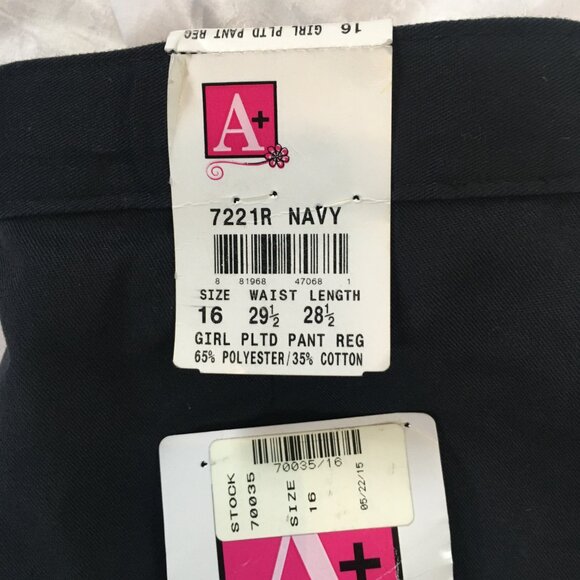 16 GIRL PLTD PANT REG
A+
7221R NAVY
8 81968 47068 1
SIZE WAIST LENGTH
16 29½ 28½
GIRL PLTD PANT REG
65% POLYESTER/35% COTTON
70035/16
STOCK
70035
SIZE
16
05/22/15
A+